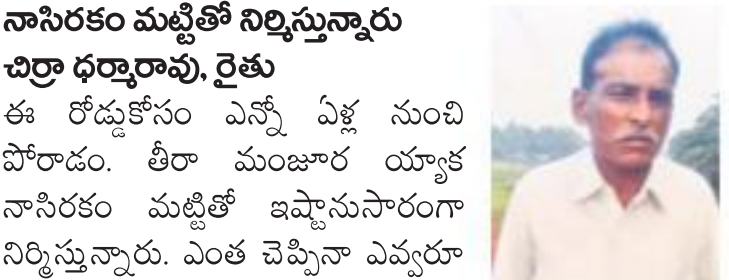 నాసిరకం మట్టితో నిర్మిస్తున్నారు
చిర్రా ధర్మారావు, రైతు
ఈ రోడ్డుకోసం ఎన్నో ఏళ్ల నుంచి
పోరాడం. తీరా మంజూర య్యాక
నాసిరకం మట్టితో ఇష్టానుసారంగా
నిర్మిస్తున్నారు. ఎంత చెప్పినా ఎవ్వరూ